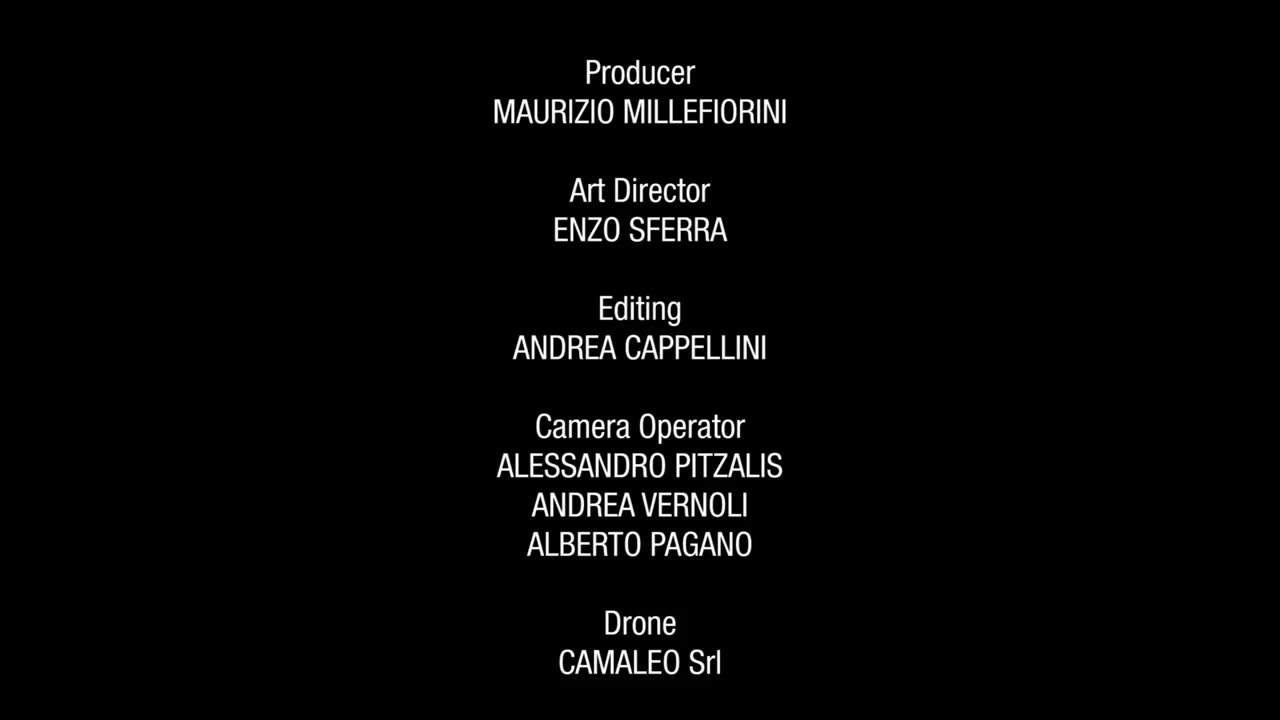 Producer
MAURIZIO MILLEFIORINI
Art Director
ENZO SFERRA
Editing
ANDREA CAPPELLINI
Camera Operator
ALESSANDRO PITZALIS
ANDREA VERNOLI
ALBERTO PAGANO
Drone
CAMALEO Srl